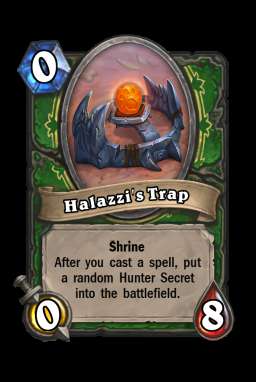 0
Halazzi's Trap
Shrine
After you cast a spell, put
a random Hunter Secret
into the battlefield.
0
8